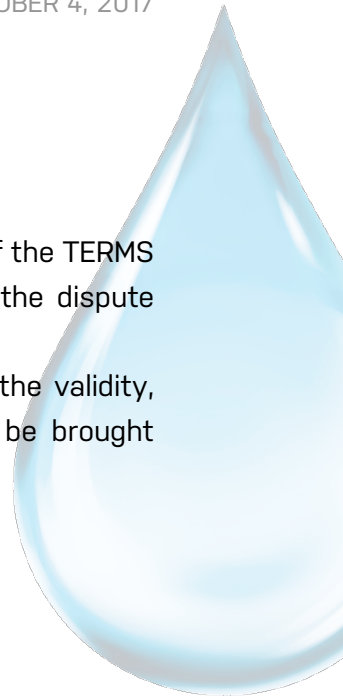 OBER 4, 2017
f the TERMS
the dispute
the validity,
be brought